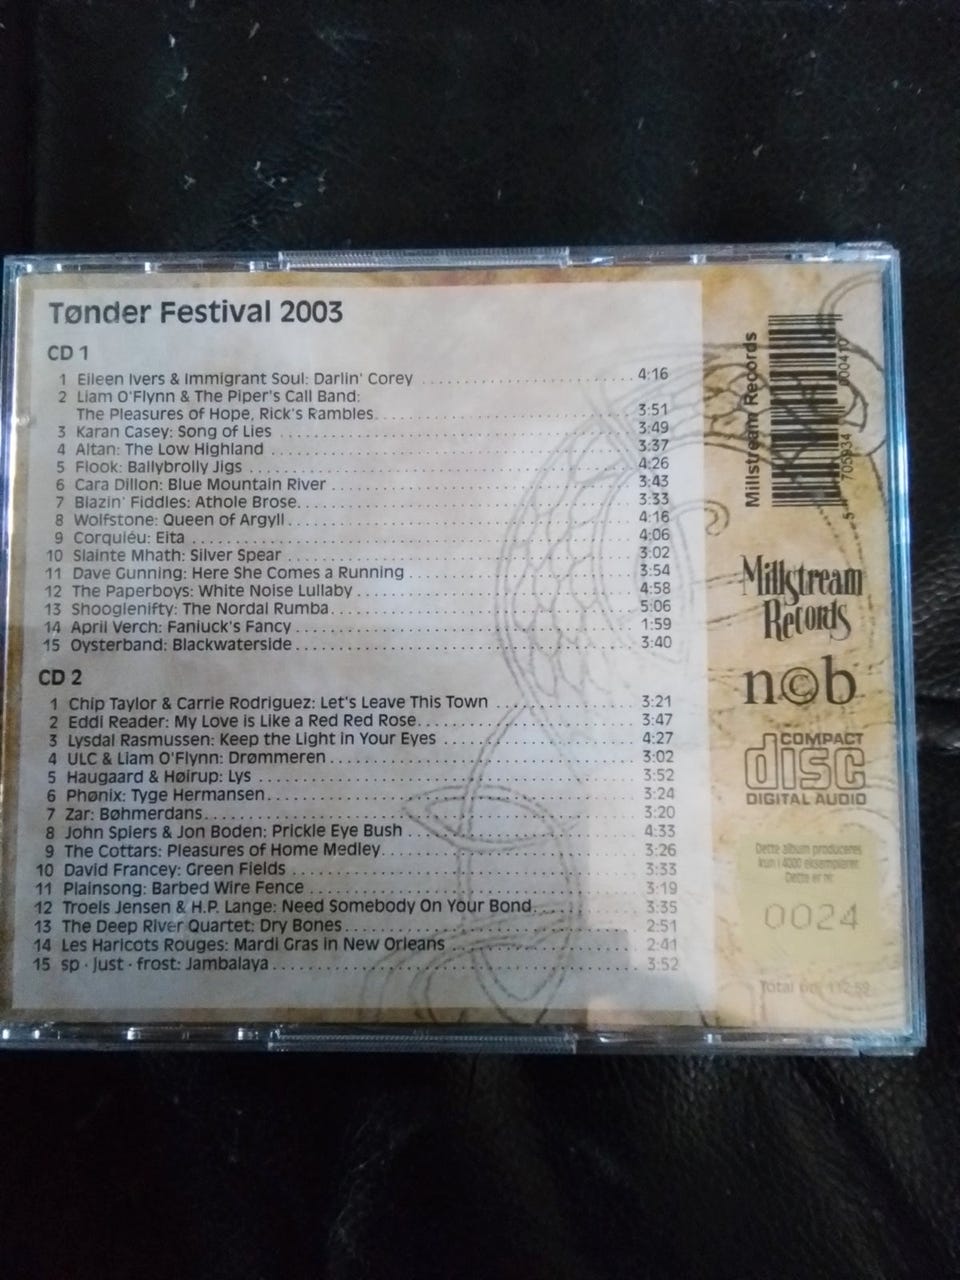 Tønder Festival 2003
CD 1
1 Eileen Ivers & Immigrant Soul: Darlin' Corey 4:16
2 Liam O'Flynn & The Piper's Call Band:
The Pleasures of Hope, Rick's Rambles 3:51
3 Karan Casey: Song of Lies 3:49
4 Altan: The Low Highland 3:37
5 Flook: Ballybrolly Jigs 4:26
6 Cara Dillon: Blue Mountain River 3:43
7 Blazin' Fiddles: Athole Brose 3:33
8 Wolfstone: Queen of Argyll 4:16
9 Corquiéu: Eita 4:06
10 Slainte Mhath: Silver Spear 3:02
11 Dave Gunning: Here She Comes a Running 3:54
12 The Paperboys: White Noise Lullaby 4:58
13 Shooglenifty: The Nordal Rumba 5:06
14 April Verch: Faniuck's Fancy 1:59
15 Oysterband: Blackwaterside 3:40
CD 2
1 Chip Taylor & Carrie Rodriguez: Let's Leave This Town 3:21
2 Eddi Reader: My Love is Like a Red Red Rose 3:47
3 Lysdal Rasmussen: Keep the Light in Your Eyes 4:27
4 ULC & Liam O'Flynn: Drømmeren 3:02
5 Haugaard & Høirup: Lys 3:52
6 Phønix: Tyge Hermansen 3:24
7 Zar: Bøhmerdans 3:20
8 John Spiers & Jon Boden: Prickle Eye Bush 4:33
9 The Cottars: Pleasures of Home Medley 3:26
10 David Francey: Green Fields 3:33
11 Plainsong: Barbed Wire Fence 3:19
12 Troels Jensen & H.P. Lange: Need Somebody On Your Bond 3:35
13 The Deep River Quartet: Dry Bones 2:51
14 Les Haricots Rouges: Mardi Gras in New Orleans 2:41
15 sp · just · frost: Jambalaya 3:52
Millstream Records
5 705934 000410
Millstream
Records
n©b
COMPACT
disc
DIGITAL AUDIO
Dette album produceres
kun i 4000 eksemplarer.
Dette er nr.
0024
Total